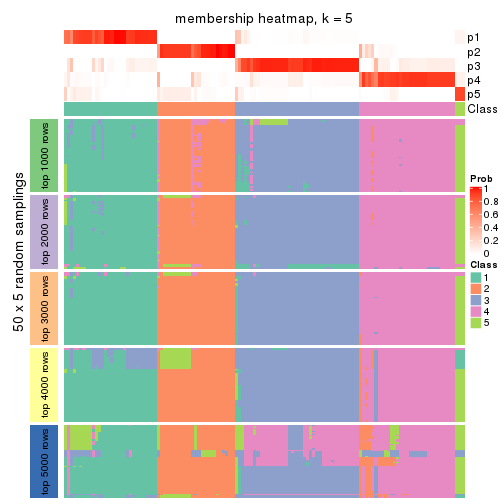 membership heatmap, k = 5
p1
p2
p3
p4
p5
Class
50 x 5 random samplings
top 1000 rows
top 2000 rows
top 3000 rows
top 4000 rows
top 5000 rows
Prob
1
0.8
0.6
0.4
0.2
0
Class
1
2
3
4
5